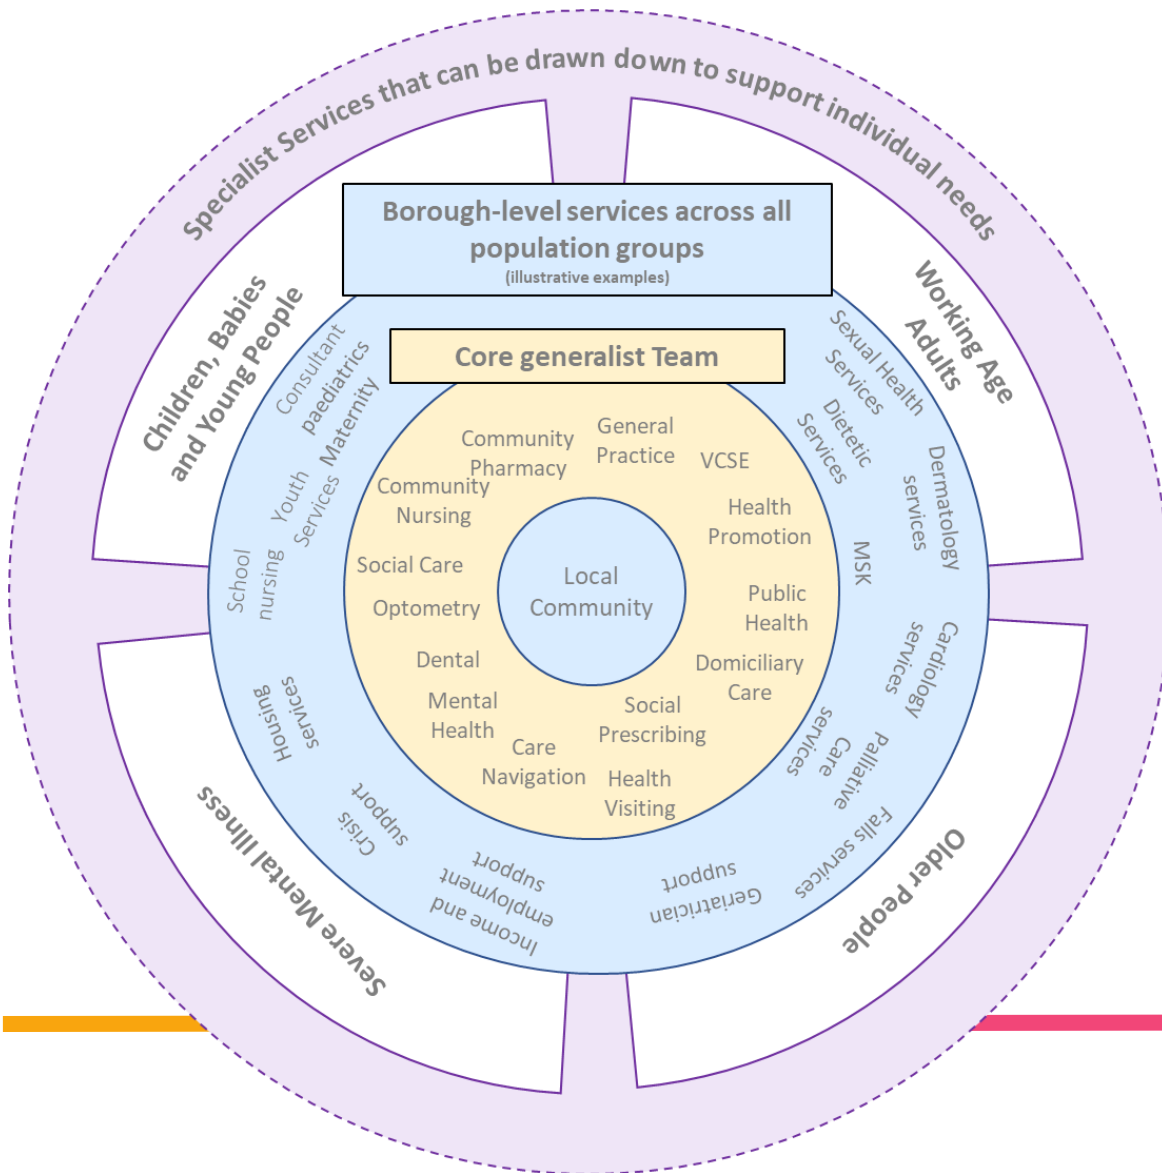 Specialist Services that can be drawn down to support individual needs
Borough-level services across all
population groups
(illustrative examples)
Children, Babies
and Young People
Working Age
Adults
Core generalist Team
Consultant
paediatrics
Maternity
Youth
Services
School
nursing
Sexual Health
Services
Dietetic
Services
Dermatology
services
MSK
Cardiology
services
Palliative
Care
services
Falls services
Geriatrician
support
Income and
employment
support
Crisis
support
Housing
services
Community
Pharmacy
General
Practice
VCSE
Community
Nursing
Health
Promotion
Social Care
Optometry
Local
Community
Public
Health
Dental
Domiciliary
Care
Mental
Health
Social
Prescribing
Care
Navigation
Health
Visiting
Severe Mental Illness
Older People